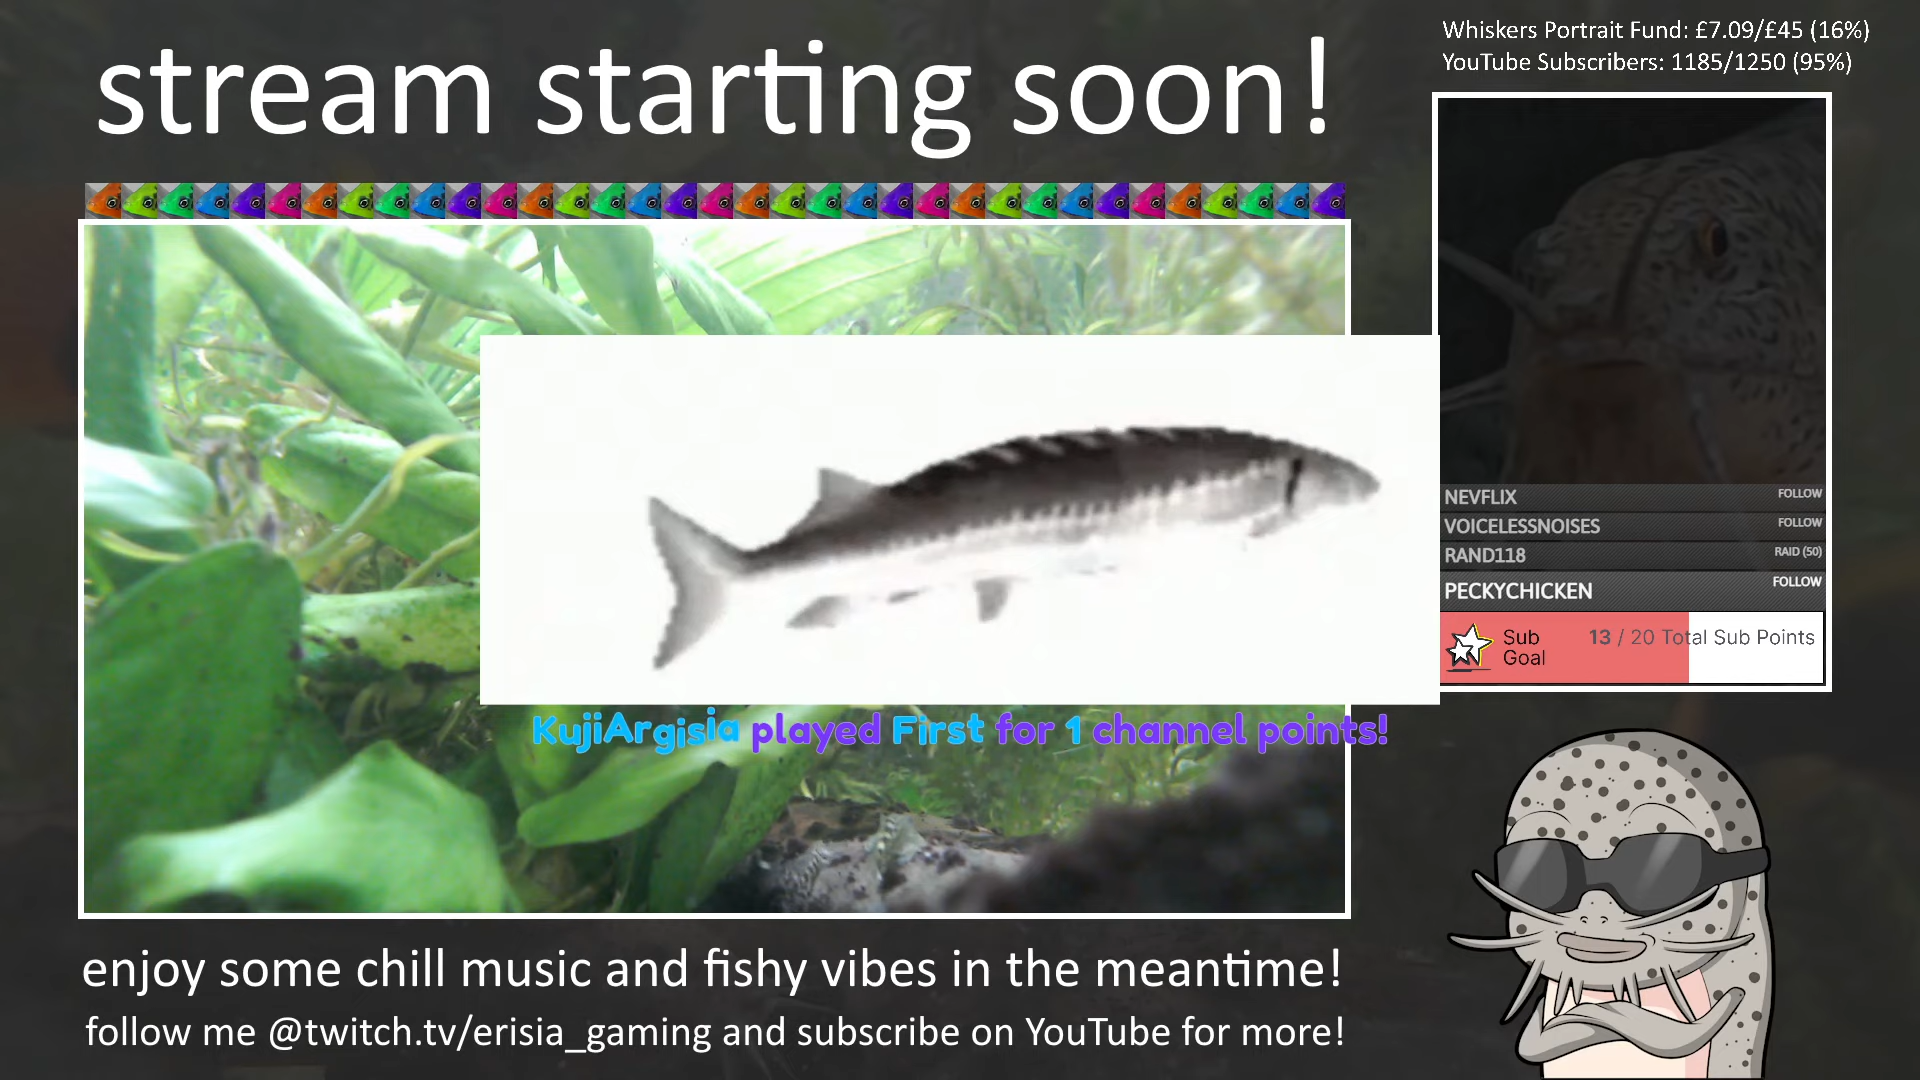 stream starting soon!
Whiskers Portrait Fund: £7.09/£45 (16%)
YouTube Subscribers: 1185/1250 (95%)
NEVFLIX FOLLOW
VOICELESSNOISES FOLLOW
RAND118 RAID (50)
PECKYCHICKEN FOLLOW
Sub Goal 13 / 20 Total Sub Points
KujiArgisia played First for 1 channel points!
enjoy some chill music and fishy vibes in the meantime!
follow me @twitch.tv/erisia_gaming and subscribe on YouTube for more!